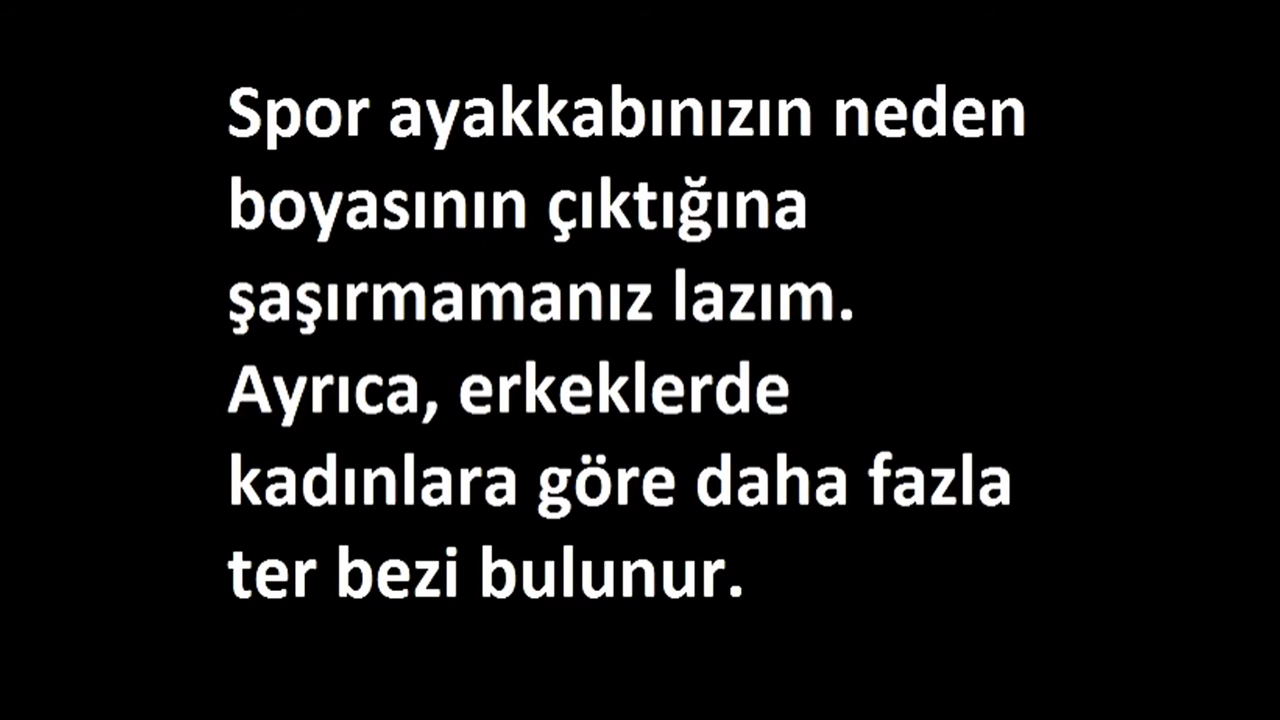 Spor ayakkabınızın neden
boyasının çıktığına
şaşırmamanız lazım.
Ayrıca, erkeklerde
kadınlara göre daha fazla
ter bezi bulunur.